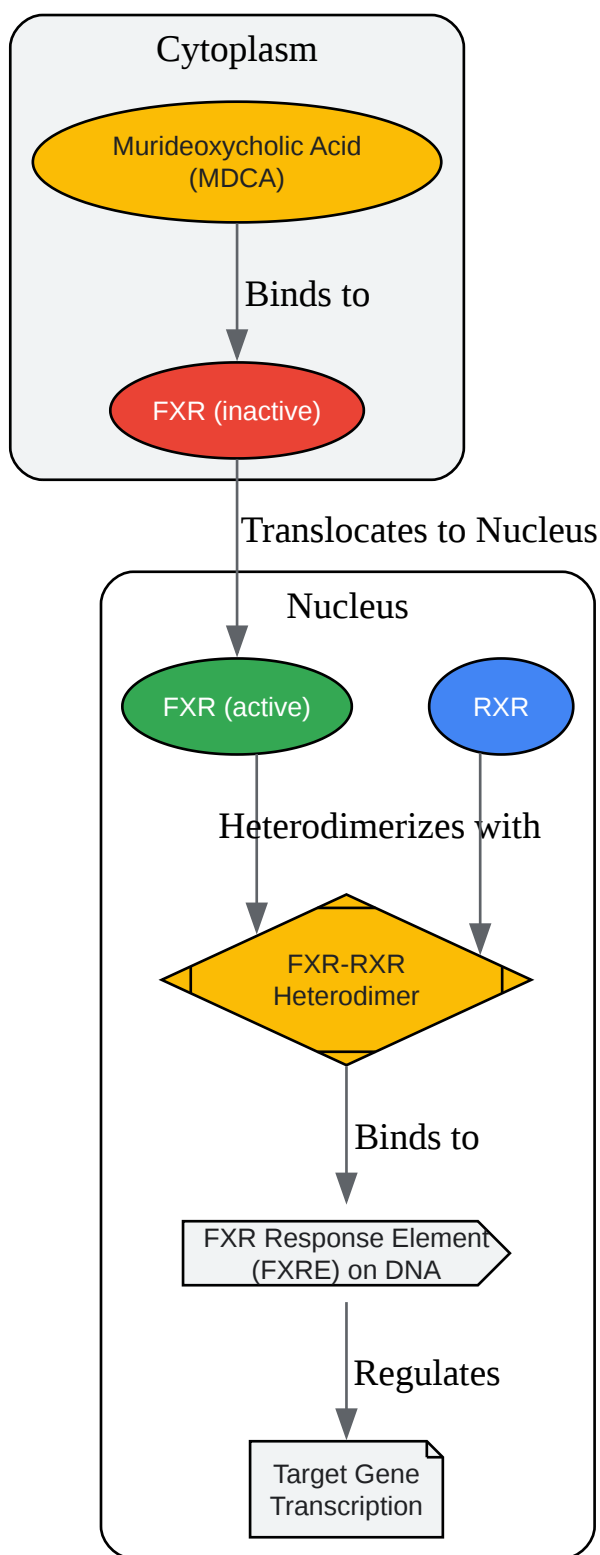 Cytoplasm
Murideoxycholic Acid
(MDCA)
Binds to
FXR (inactive)
Translocates to Nucleus
Nucleus
FXR (active)
RXR
Heterodimerizes with
FXR-RXR
Heterodimer
Binds to
FXR Response Element
(FXRE) on DNA
Regulates
Target Gene
Transcription